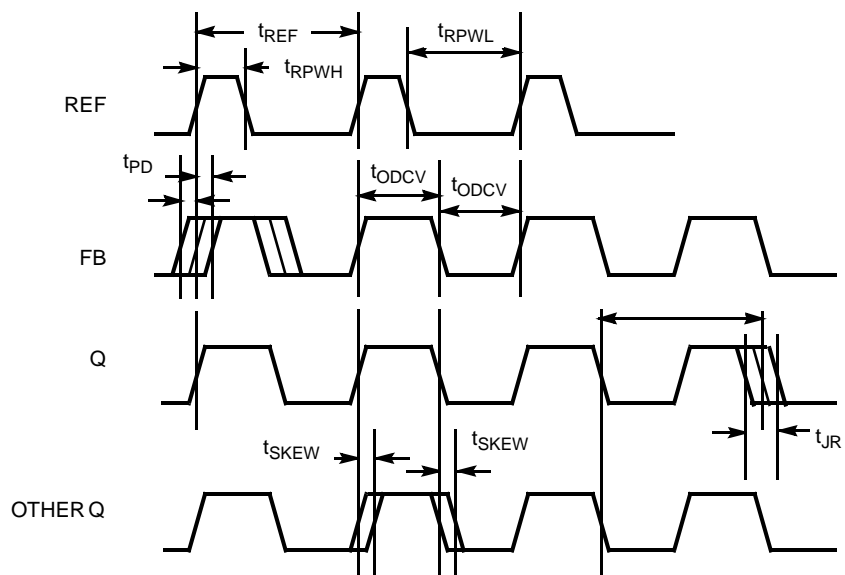 tREF
tRPWL
tRPWH
REF
tPD
tODCV
tODCV
FB
Q
tJR
tSKEW
tSKEW
OTHER Q